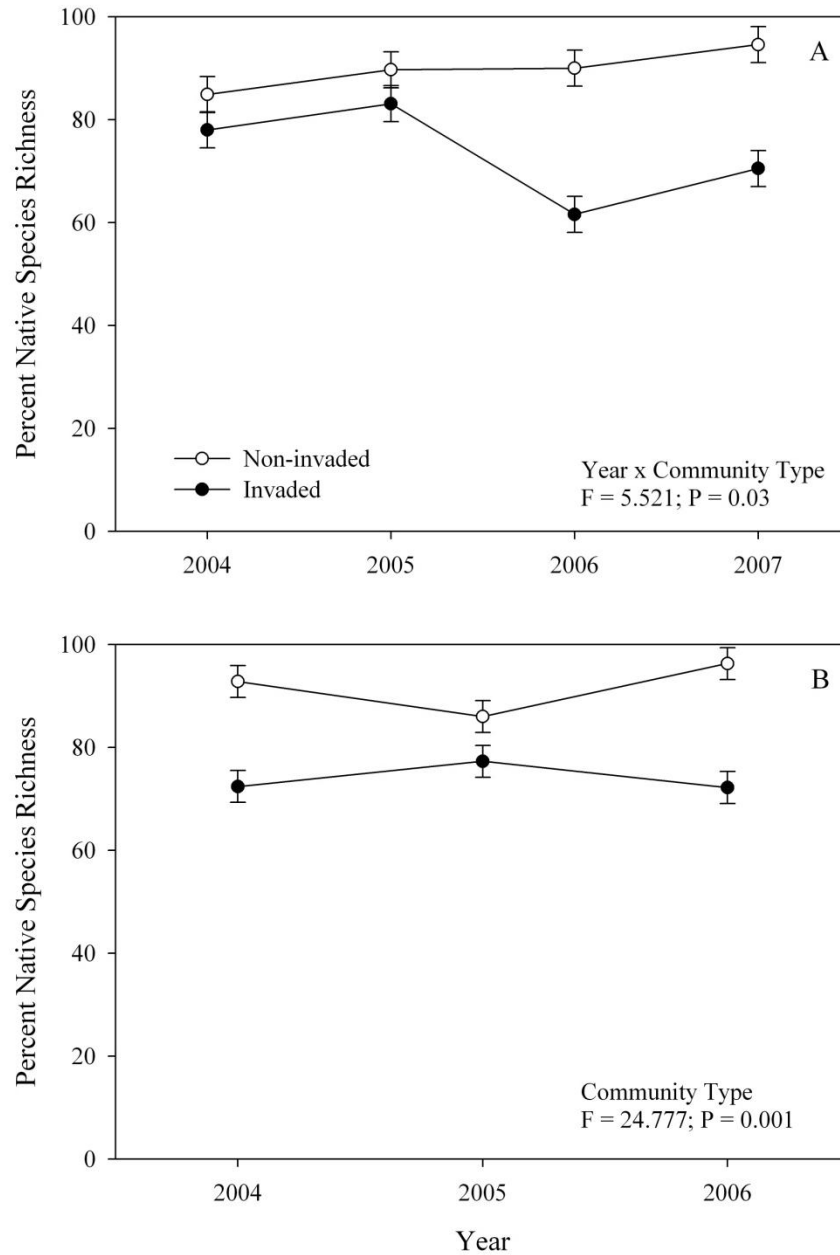 100
A
80
60
40
20
0
Percent Native Species Richness
Non-invaded
Invaded
Year x Community Type
F = 5.521; P = 0.03
2004
2005
2006
2007
100
B
80
60
40
20
0
Percent Native Species Richness
Community Type
F = 24.777; P = 0.001
2004
2005
2006
Year